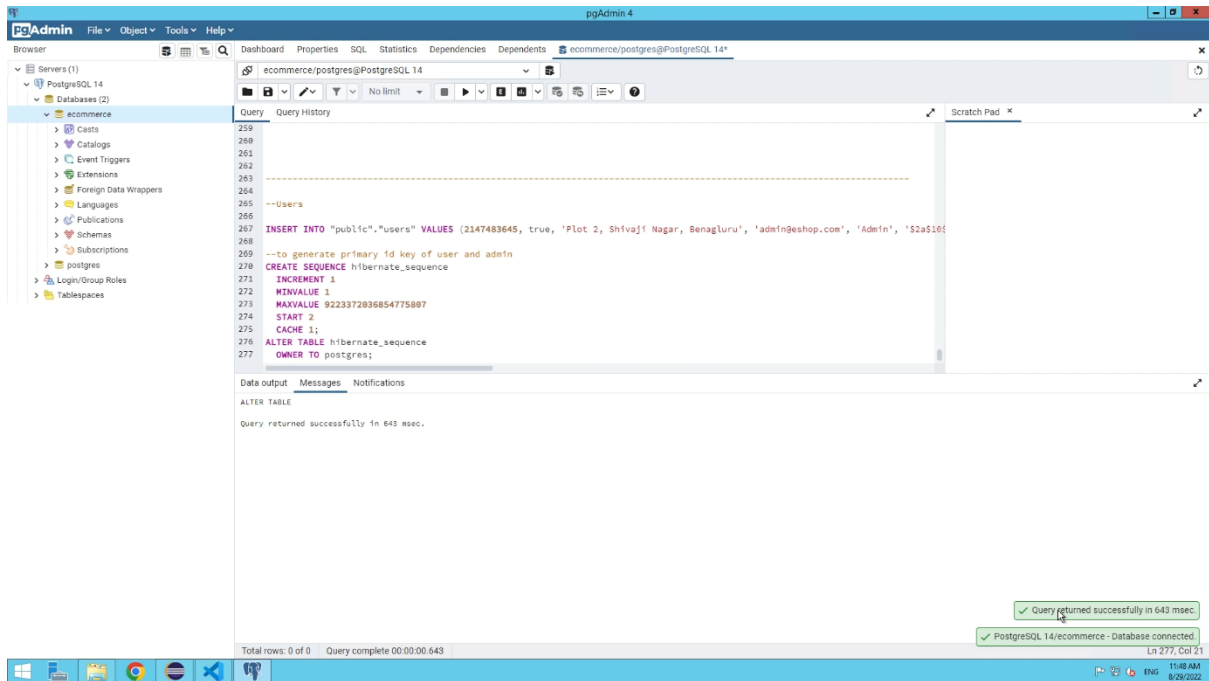 pgAdmin 4
pgAdmin File Object Tools Help
Browser
Dashboard Properties SQL Statistics Dependencies Dependents ecommerce/postgres@PostgreSQL 14*
Servers (1)
PostgreSQL 14
Databases (2)
ecommerce
Casts
Catalogs
Event Triggers
Extensions
Foreign Data Wrappers
Languages
Publications
Schemas
Subscriptions
postgres
Login/Group Roles
Tablespaces
ecommerce/postgres@PostgreSQL 14
No limit
Query Query History
Scratch Pad
259
260
261
262
263 --------------------------------------------------------------------------------
264
265 --Users
266
267 INSERT INTO "public"."users" VALUES (2147483645, true, 'Plot 2, Shivaji Nagar, Benagluru', 'admin@eshop.com', 'Admin', '$2a$10$
268
269 --to generate primary id key of user and admin
270 CREATE SEQUENCE hibernate_sequence
271 INCREMENT 1
272 MINVALUE 1
273 MAXVALUE 9223372036854775807
274 START 2
275 CACHE 1;
276 ALTER TABLE hibernate_sequence
277 OWNER TO postgres;
Data output Messages Notifications
ALTER TABLE
Query returned successfully in 643 msec.
Query returned successfully in 643 msec.
PostgreSQL 14/ecommerce - Database connected.
Total rows: 0 of 0 Query complete 00:00:00.643
Ln 277, Col 21
ENG
11:48 AM
8/29/2022